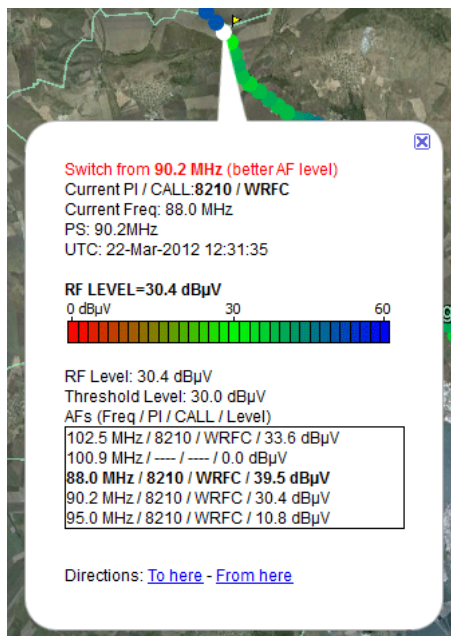 Switch from 90.2 MHz (better AF level)
Current PI / CALL:8210 / WRFC
Current Freq: 88.0 MHz
PS: 90.2MHz
UTC: 22-Mar-2012 12:31:35
RF LEVEL=30.4 dBµV
0 dBµV 30 60
RF Level: 30.4 dBµV
Threshold Level: 30.0 dBµV
AFs (Freq / PI / CALL / Level)
102.5 MHz / 8210 / WRFC / 33.6 dBµV
100.9 MHz / ---- / ---- / 0.0 dBµV
88.0 MHz / 8210 / WRFC / 39.5 dBµV
90.2 MHz / 8210 / WRFC / 30.4 dBµV
95.0 MHz / 8210 / WRFC / 10.8 dBµV
Directions: To here - From here